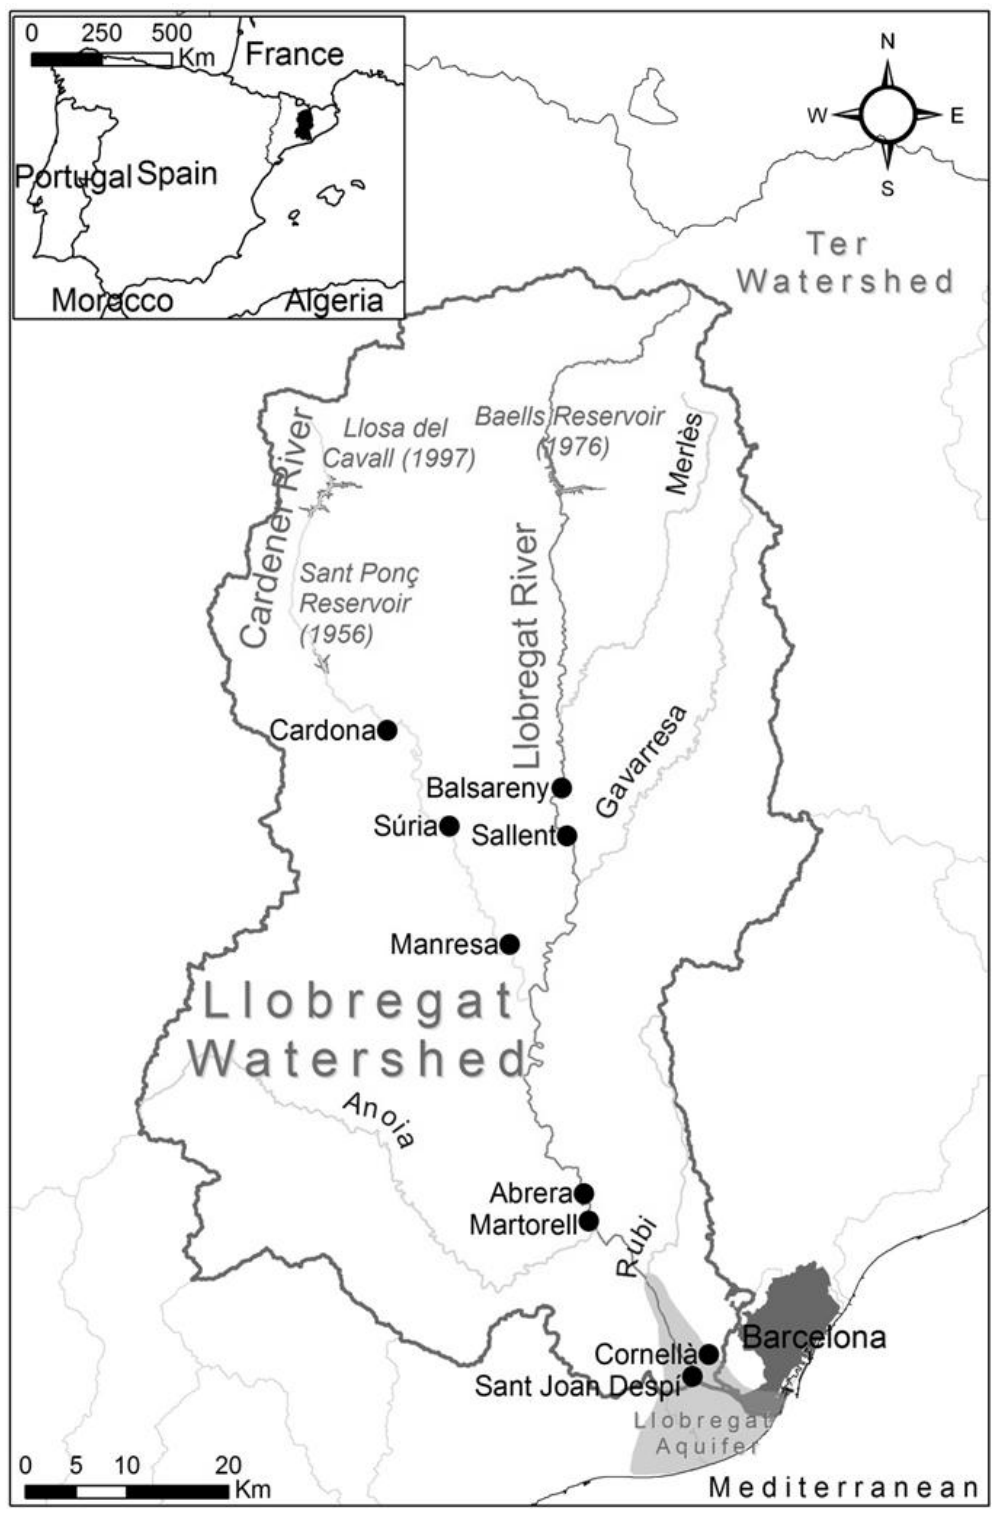 0 250 500 Km
France
Portugal Spain
Morocco Algeria
N
W E
S
Ter
Watershed
Cardener River
Llosa del
Cavall (1997)
Baells Reservoir
(1976)
Merlès
Sant Ponç
Reservoir
(1956)
Llobregat River
Cardona
Balsareny
Súria
Sallent
Gavarresa
Manresa
Llobregat
Watershed
Anoia
Abrera
Martorell
Rubi
Barcelona
Cornellà
Sant Joan Despí
Llobregat
Aquifer
0 5 10 20 Km
Mediterranean